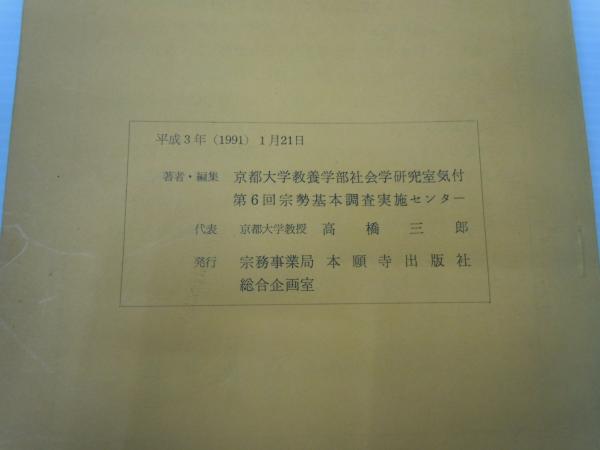 平成3年（1991）1月21日
著者・編集　京都大学教養学部社会学研究室気付
第6回宗勢基本調査実施センター
代表　京都大学教授　高橋三郎
発行　宗務事業局　本願寺出版社
総合企画室